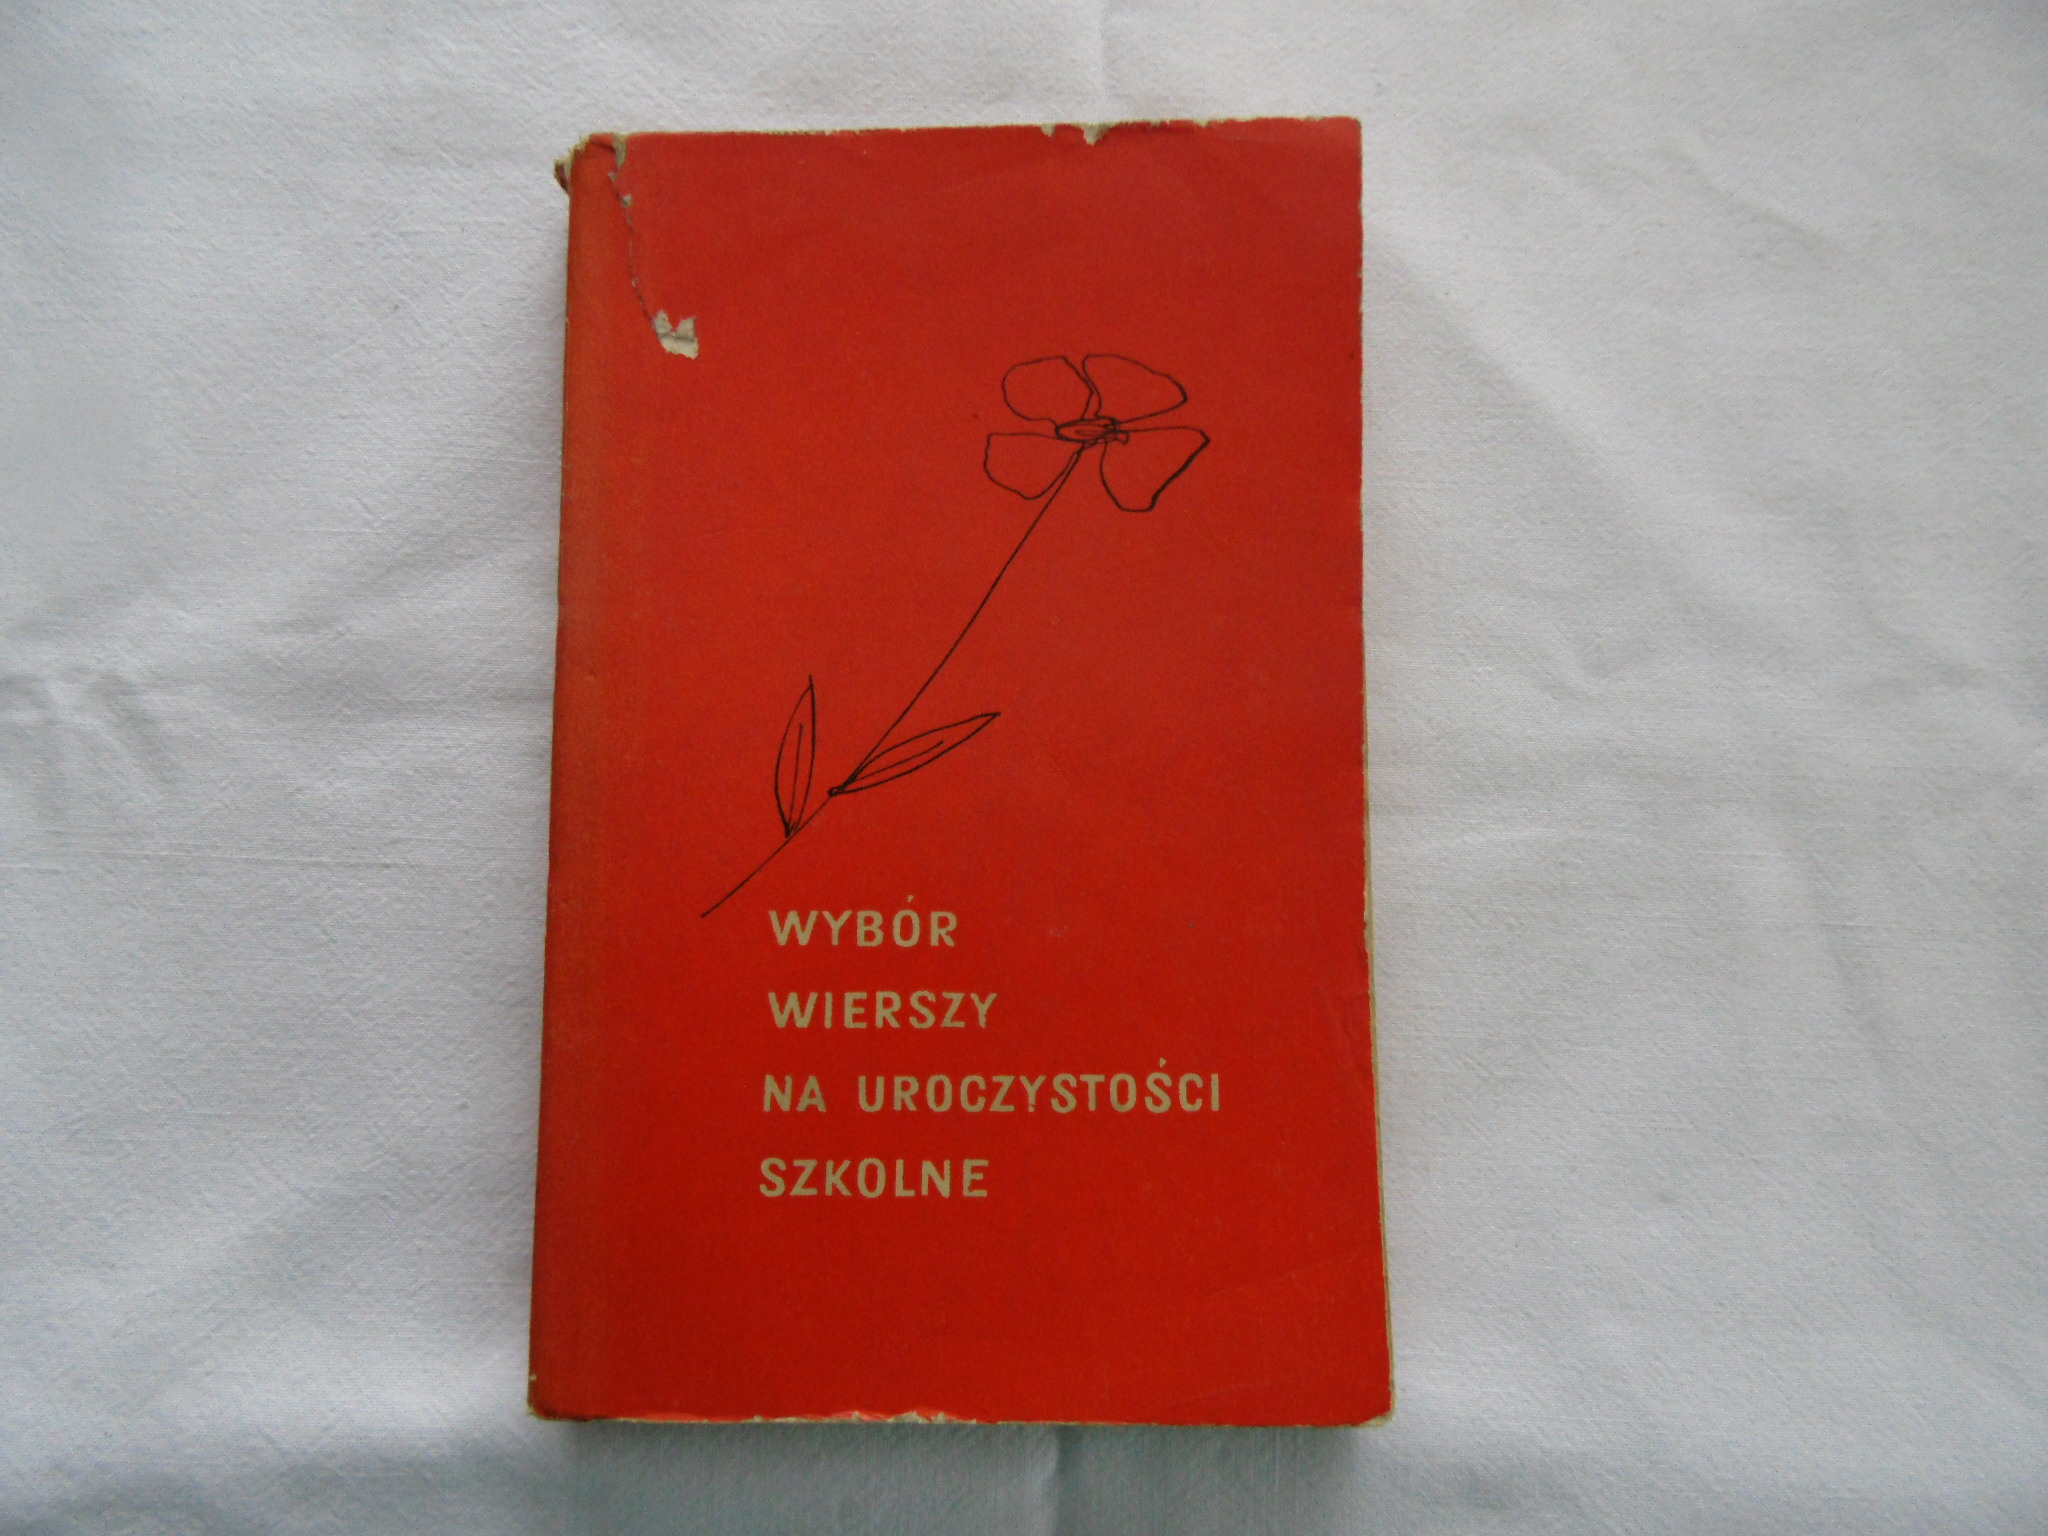 WYBÓR
WIERSZY
NA UROCZYSTOŚCI
SZKOLNE